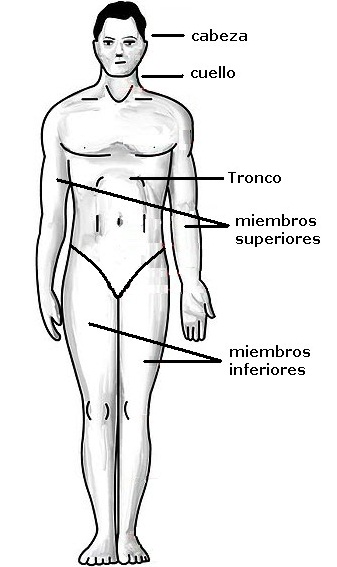 cabeza
cuello
Tronco
miembros
superiores
miembros
inferiores